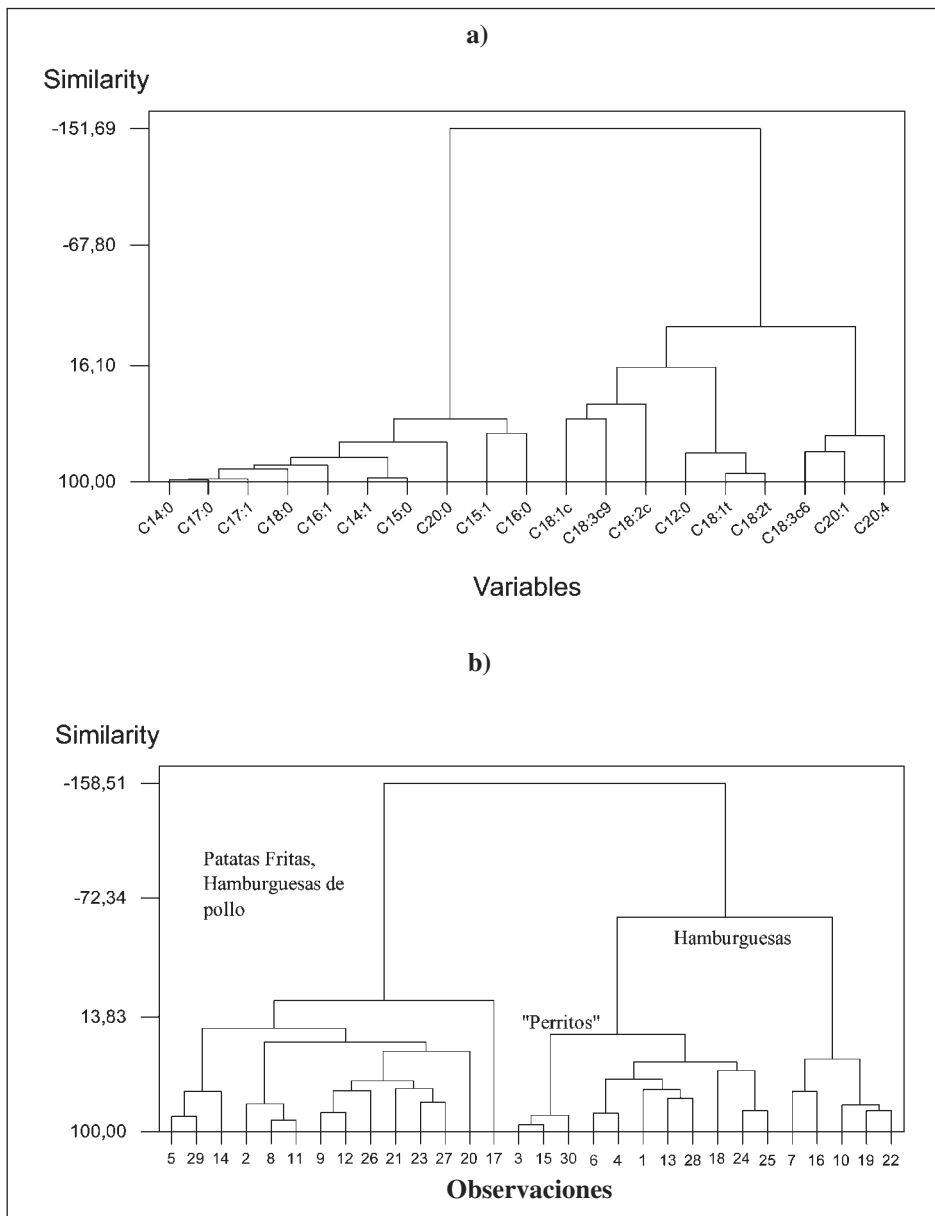 a)
Similarity
-151,69
-67,80
16,10
100,00
C14:0 C17:0 C17:1 C18:0 C16:1 C14:1 C15:0 C20:0 C15:1 C16:0 C18:1c C18:3c9 C18:2c C12:0 C18:1t C18:2t C18:3c6 C20:1 C20:4
Variables
b)
Similarity
-158,51
Patatas Fritas,
Hamburguesas de
pollo
-72,34
Hamburguesas
13,83
"Perritos"
100,00
5 29 14 2 8 11 9 12 26 21 23 27 20 17 3 15 30 6 4 1 13 28 18 24 25 7 16 10 19 22
Observaciones